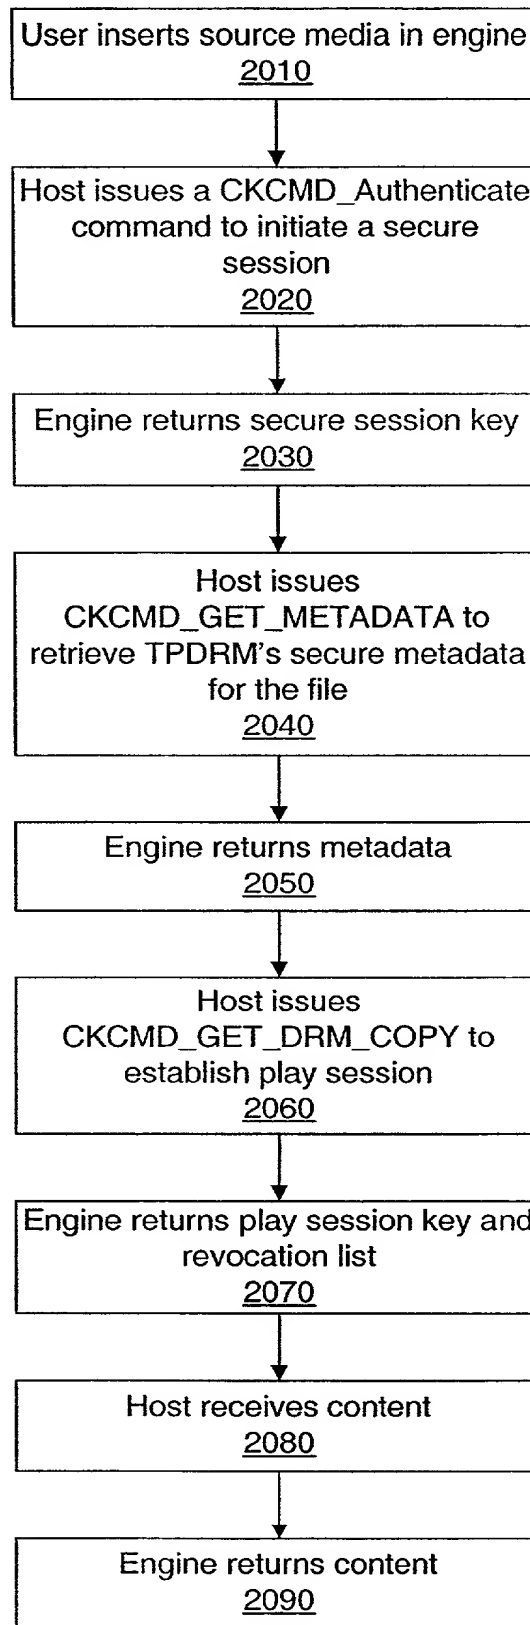 User inserts source media in engine
2010
Host issues a CKCMD_Authenticate
command to initiate a secure
session
2020
Engine returns secure session key
2030
Host issues
CKCMD_GET_METADATA to
retrieve TPDRM's secure metadata
for the file
2040
Engine returns metadata
2050
Host issues
CKCMD_GET_DRM_COPY to
establish play session
2060
Engine returns play session key and
revocation list
2070
Host receives content
2080
Engine returns content
2090